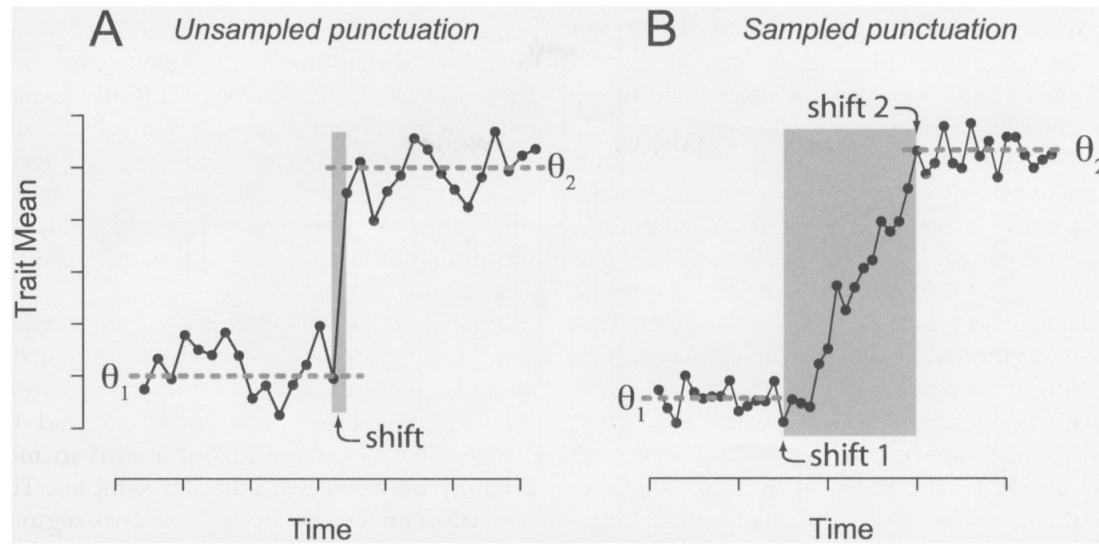 A
Unsampled punctuation
B
Sampled punctuation
Trait Mean
θ1
θ2
shift
Time
θ1
θ2
shift 1
shift 2
Time